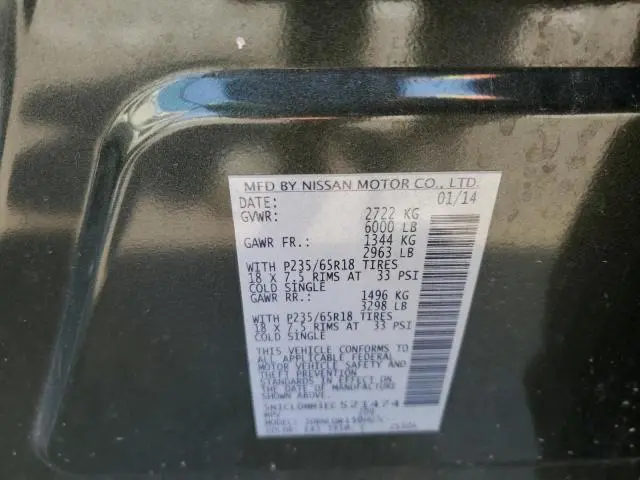 MFD BY NISSAN MOTOR CO., LTD.
DATE: 01/14
GVWR: 2722 KG
6000 LB
GAWR FR.: 1344 KG
2963 LB
WITH P235/65R18 TIRES
18 X 7.5 RIMS AT 33 PSI
COLD SINGLE
GAWR RR.: 1496 KG
3298 LB
WITH P235/65R18 TIRES
18 X 7.5 RIMS AT 33 PSI
COLD SINGLE
THIS VEHICLE CONFORMS TO
ALL APPLICABLE FEDERAL
MOTOR VEHICLE SAFETY AND
THEFT PREVENTION
STANDARDS IN EFFECT ON
THE DATE OF MANUFACTURE
SHOWN ABOVE.
MPV
COLOR: